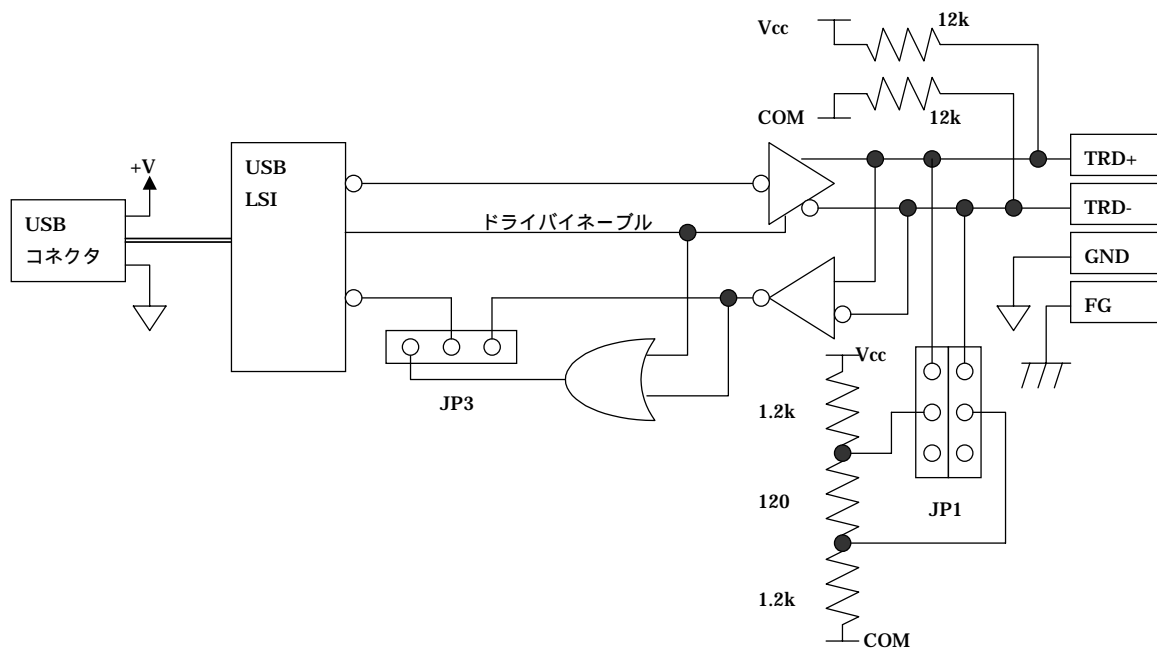 12k
Vcc
COM
12k
TRD+
USB
LSI
+V
TRD-
USB
コネクタ
ドライバイネーブル
GND
FG
Vcc
JP3
1.2k
120
JP1
1.2k
COM